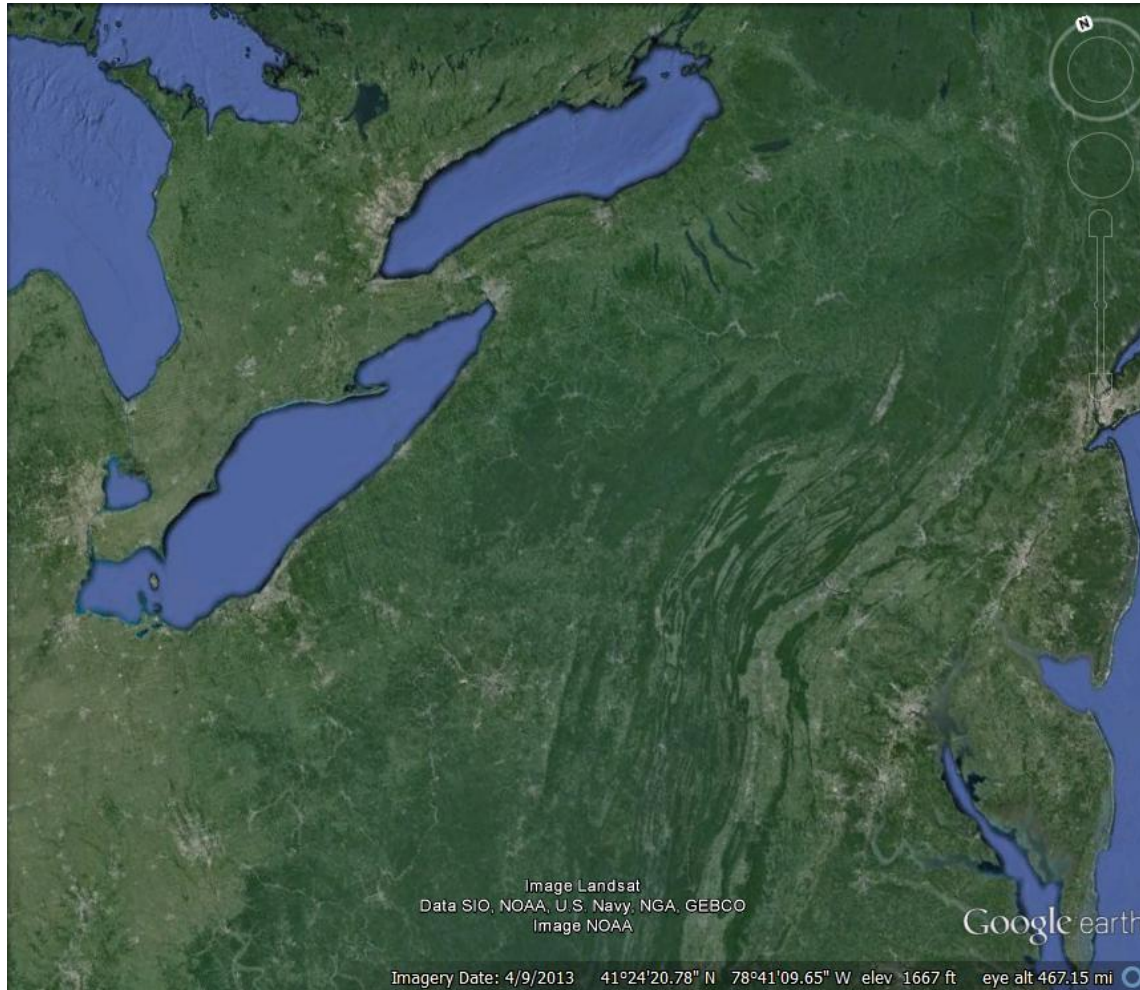 N
Image Landsat
Data SIO, NOAA, U.S. Navy, NGA, GEBCO
Image NOAA
Google earth
Imagery Date: 4/9/2013 41°24'20.78" N 78°41'09.65" W elev 1667 ft eye alt 467.15 mi